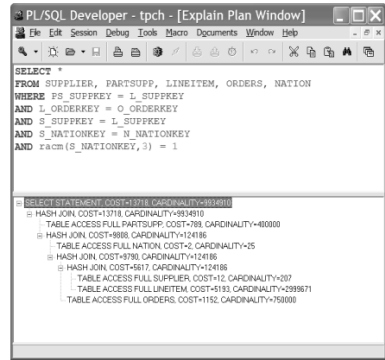 PL/SQL Developer - tpch - [Explain Plan Window]
File Edit Session Debug Tools Macro Documents Window Help
SELECT *
FROM SUPPLIER, PARTSUPP, LINEITEM, ORDERS, NATION
WHERE PS_SUPPKEY = L_SUPPKEY
AND L_ORDERKEY = O_ORDERKEY
AND S_SUPPKEY = L_SUPPKEY
AND S_NATIONKEY = N_NATIONKEY
AND racm(S_NATIONKEY,3) = 1
SELECT STATEMENT, COST=13718, CARDINALITY=9934910
HASH JOIN, COST=13718, CARDINALITY=9934910
TABLE ACCESS FULL PARTSUPP, COST=789, CARDINALITY=400000
HASH JOIN, COST=9808, CARDINALITY=124186
TABLE ACCESS FULL NATION, COST=2, CARDINALITY=25
HASH JOIN, COST=9790, CARDINALITY=124186
HASH JOIN, COST=5617, CARDINALITY=124186
TABLE ACCESS FULL SUPPLIER, COST=12, CARDINALITY=207
TABLE ACCESS FULL LINEITEM, COST=5193, CARDINALITY=2999671
TABLE ACCESS FULL ORDERS, COST=1152, CARDINALITY=750000